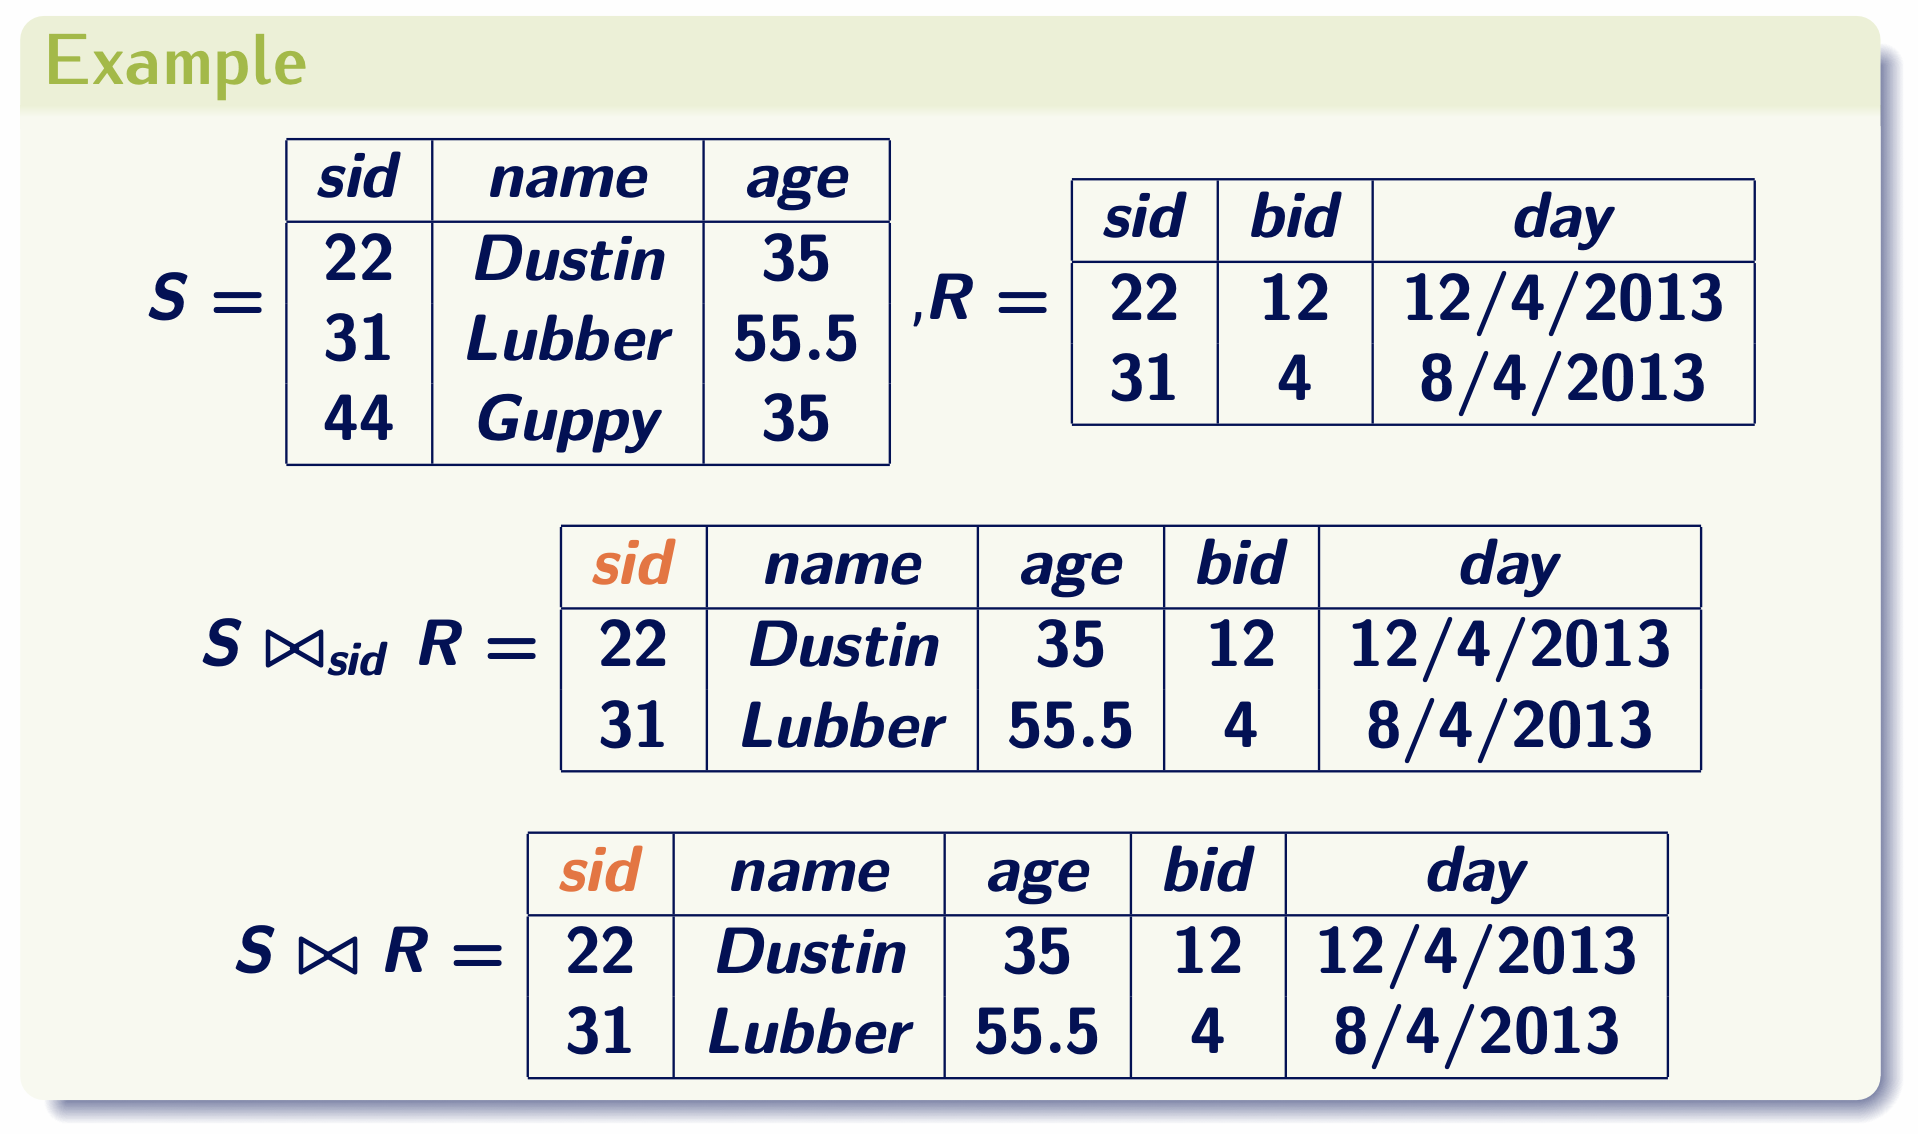 Example
S = sid name age , R = sid bid day
22 Dustin 35 22 12 12/4/2013
31 Lubber 55.5 31 4 8/4/2013
44 Guppy 35
S ⋈sid R = sid name age bid day
22 Dustin 35 12 12/4/2013
31 Lubber 55.5 4 8/4/2013
S ⋈ R = sid name age bid day
22 Dustin 35 12 12/4/2013
31 Lubber 55.5 4 8/4/2013